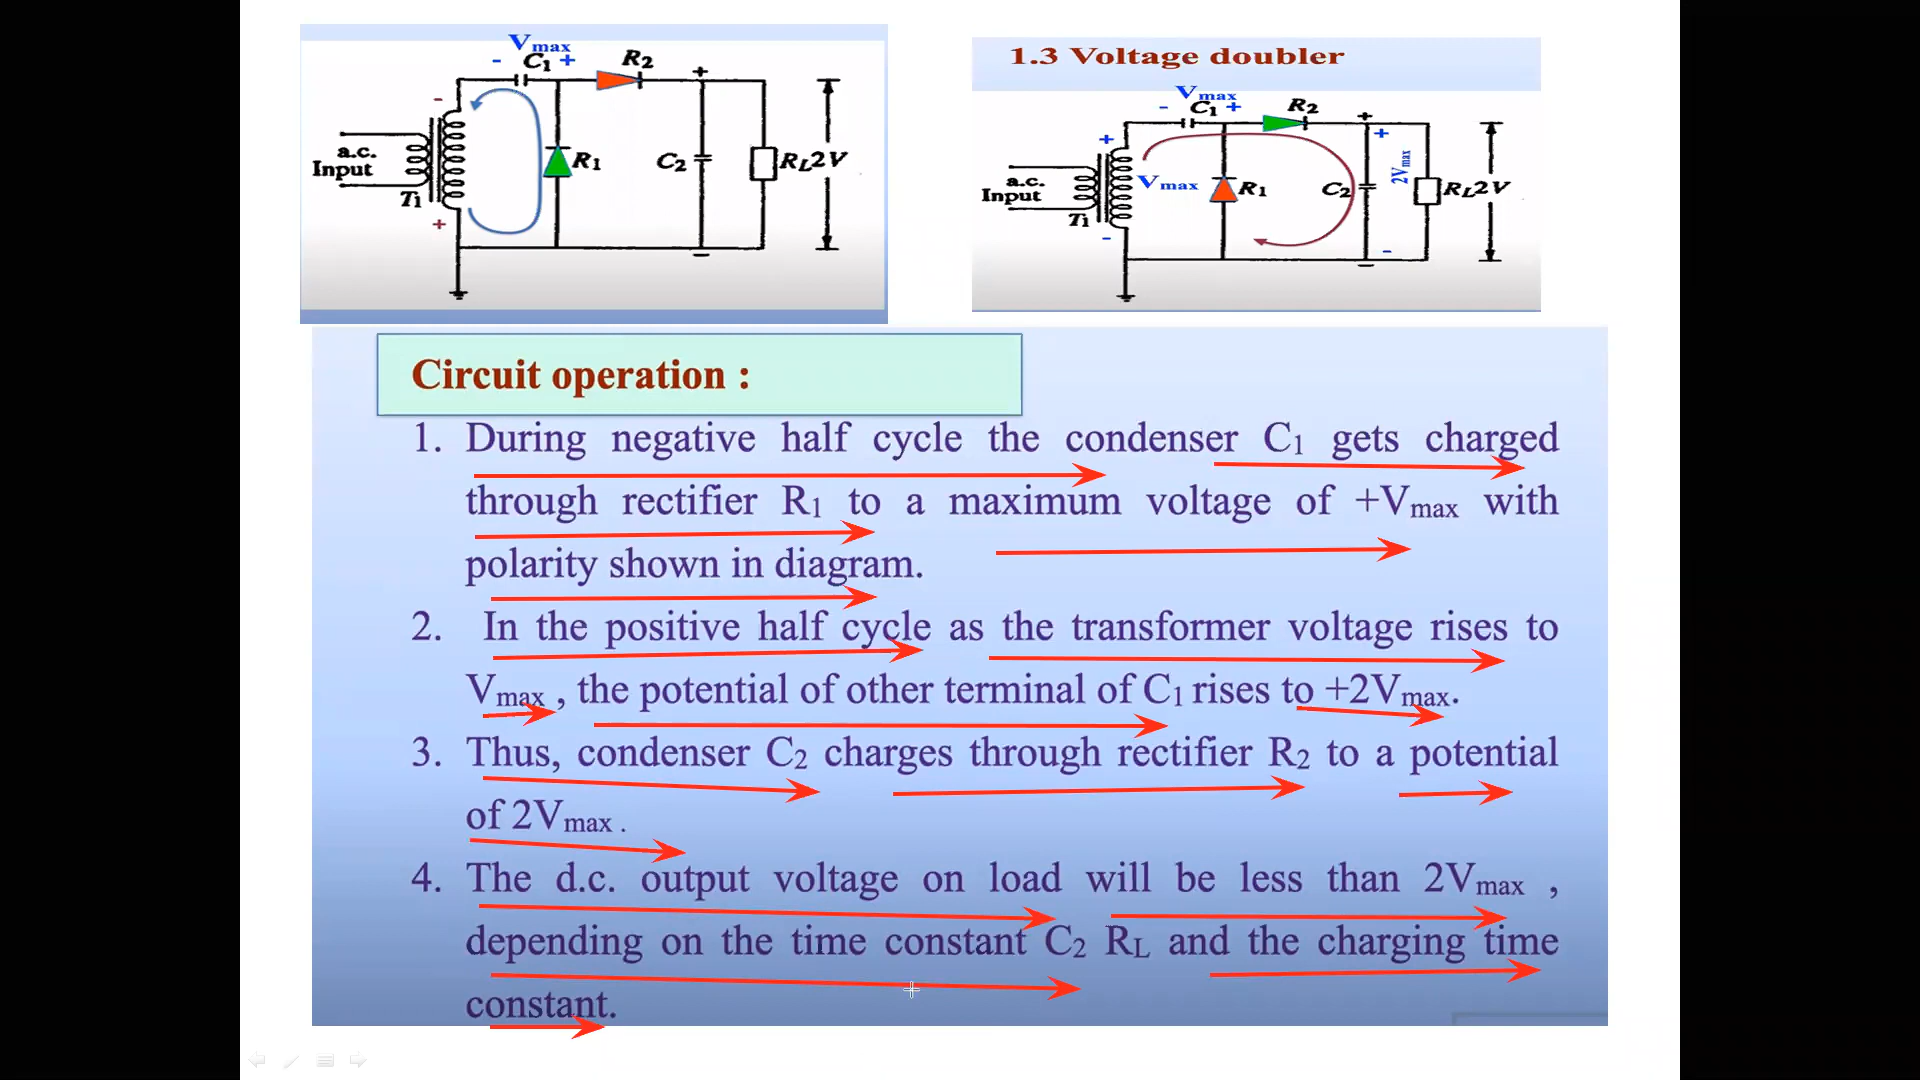 Vmax
- C1 +
R2
+
-
a.c.
Input
T1
R1
C2
RL
2V
+
1.3 Voltage doubler
Vmax
- C1 +
R2
+
+
+
a.c.
Input
T1
Vmax
R1
C2
2Vmax
RL
2V
-
-
Circuit operation :
1. During negative half cycle the condenser C1 gets charged
through rectifier R1 to a maximum voltage of +Vmax with
polarity shown in diagram.
2. In the positive half cycle as the transformer voltage rises to
Vmax , the potential of other terminal of C1 rises to +2Vmax.
3. Thus, condenser C2 charges through rectifier R2 to a potential
of 2Vmax .
4. The d.c. output voltage on load will be less than 2Vmax ,
depending on the time constant C2 RL and the charging time
constant.